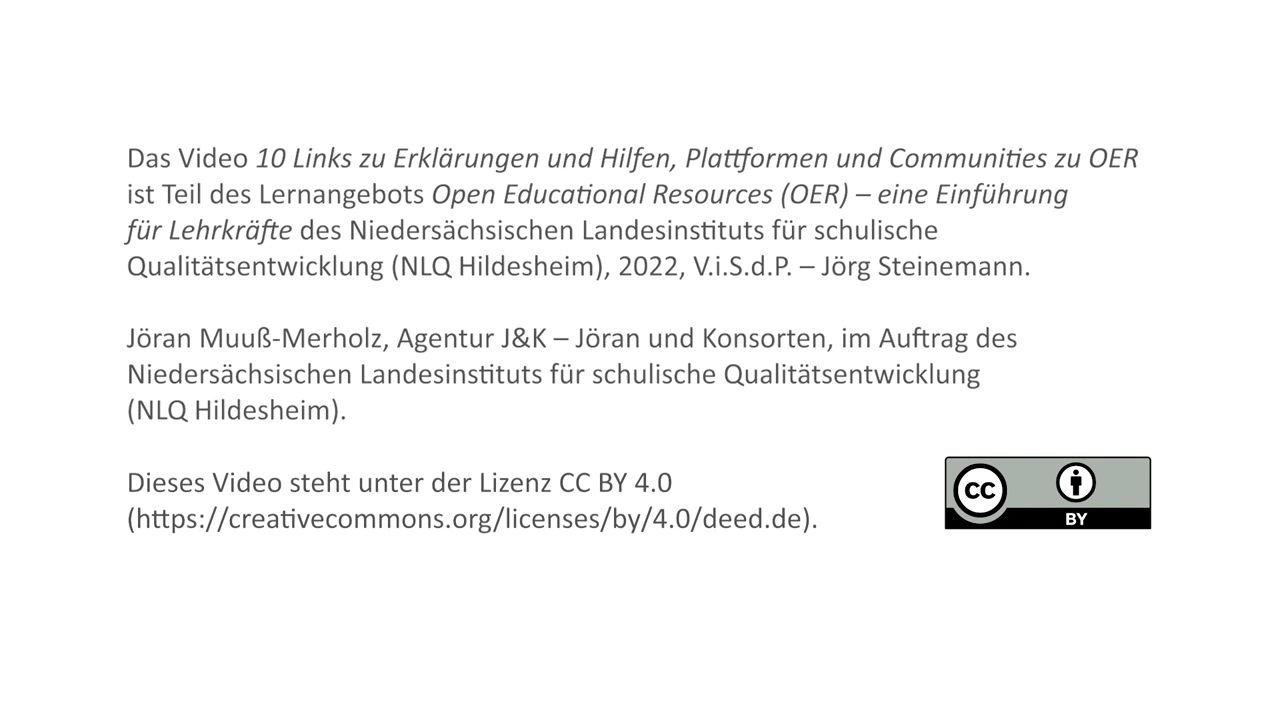 Das Video 10 Links zu Erklärungen und Hilfen, Plattformen und Communities zu OER
ist Teil des Lernangebots Open Educational Resources (OER) – eine Einführung
für Lehrkräfte des Niedersächsischen Landesinstituts für schulische
Qualitätsentwicklung (NLQ Hildesheim), 2022, V.i.S.d.P. – Jörg Steinemann.
Jöran Muuß-Merholz, Agentur J&K – Jöran und Konsorten, im Auftrag des
Niedersächsischen Landesinstituts für schulische Qualitätsentwicklung
(NLQ Hildesheim).
Dieses Video steht unter der Lizenz CC BY 4.0
(https://creativecommons.org/licenses/by/4.0/deed.de).
CC
BY